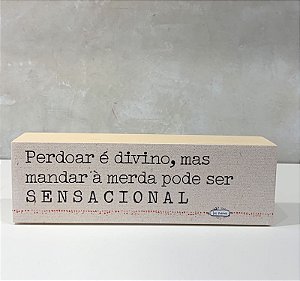 Perdoar é divino, mas
mandar à merda pode ser
SENSACIONAL